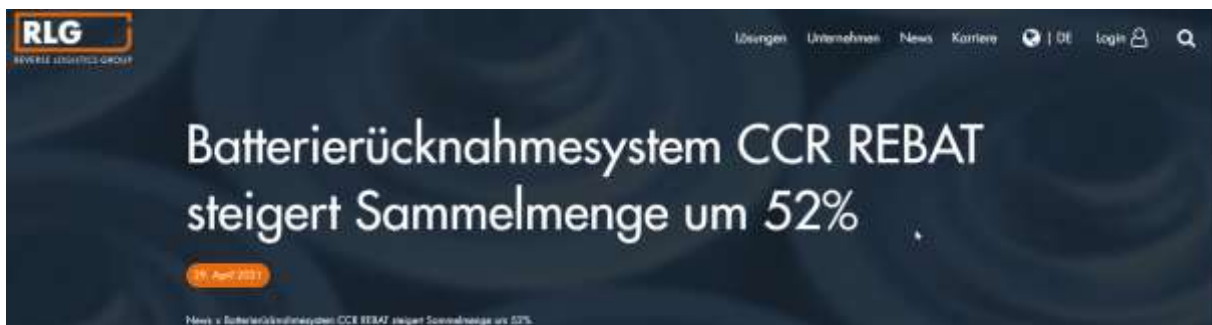 RLG
REVERSE LOGISTICS GROUP
Lösungen Unternehmen News Karriere | DE Login
Batterierücknahmesystem CCR REBAT
steigert Sammelmenge um 52%
29. April 2021
News » Batterierücknahmesystem CCR REBAT steigert Sammelmenge um 52%